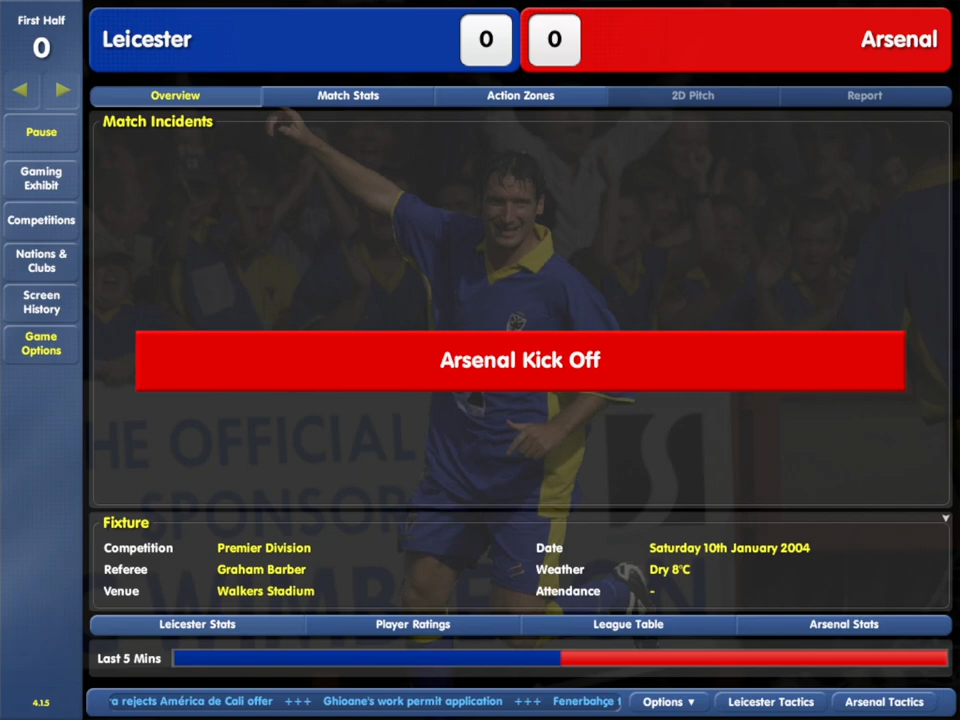 First Half
0
Leicester
0
0
Arsenal
Overview
Match Stats
Action Zones
2D Pitch
Report
Pause
Gaming
Exhibit
Competitions
Nations &
Clubs
Screen
History
Game
Options
Match Incidents
Arsenal Kick Off
HE OFFICIAL
SPONSOR
Fixture
Competition
Premier Division
Date
Saturday 10th January 2004
Referee
Graham Barber
Weather
Dry 8°C
Venue
Walkers Stadium
Attendance
-
Leicester Stats
Player Ratings
League Table
Arsenal Stats
Last 5 Mins
4.1.5
a rejects América de Cali offer +++ Ghioane's work permit application +++ Fenerbahçe
Options ▼
Leicester Tactics
Arsenal Tactics